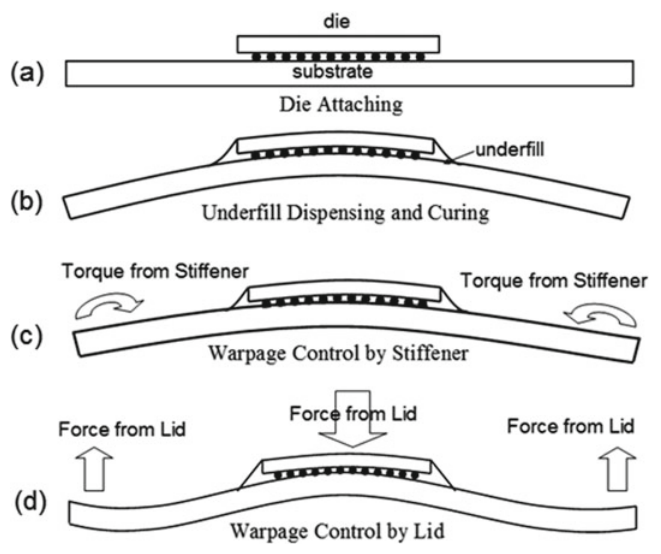 die
(a)
substrate
Die Attaching
underfill
(b)
Underfill Dispensing and Curing
Torque from Stiffener
Torque from Stiffener
(c)
Warpage Control by Stiffener
Force from Lid
Force from Lid
Force from Lid
(d)
Warpage Control by Lid